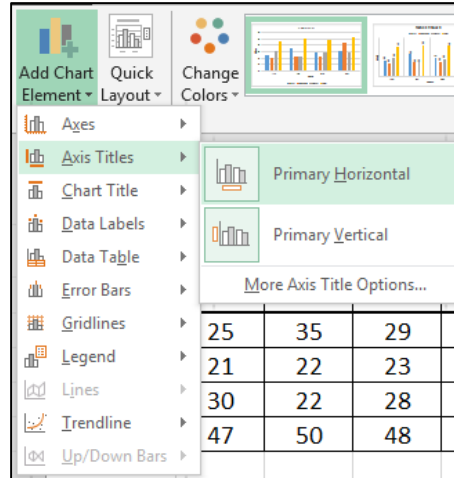 Add Chart Element
Quick Layout
Change Colors
Axes
Axis Titles
Chart Title
Data Labels
Data Table
Error Bars
Gridlines
Legend
Lines
Trendline
Up/Down Bars
Primary Horizontal
Primary Vertical
More Axis Title Options...
25 35 29
21 22 23
30 22 28
47 50 48